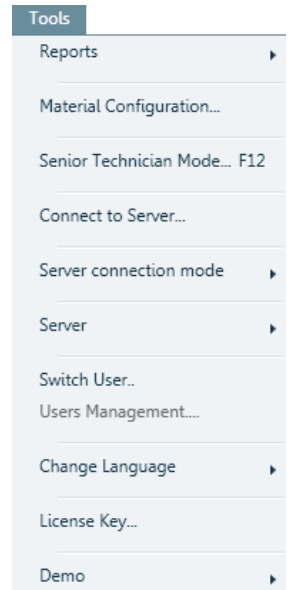 Tools
Reports
Material Configuration...
Senior Technician Mode... F12
Connect to Server...
Server connection mode
Server
Switch User..
Users Management....
Change Language
License Key...
Demo